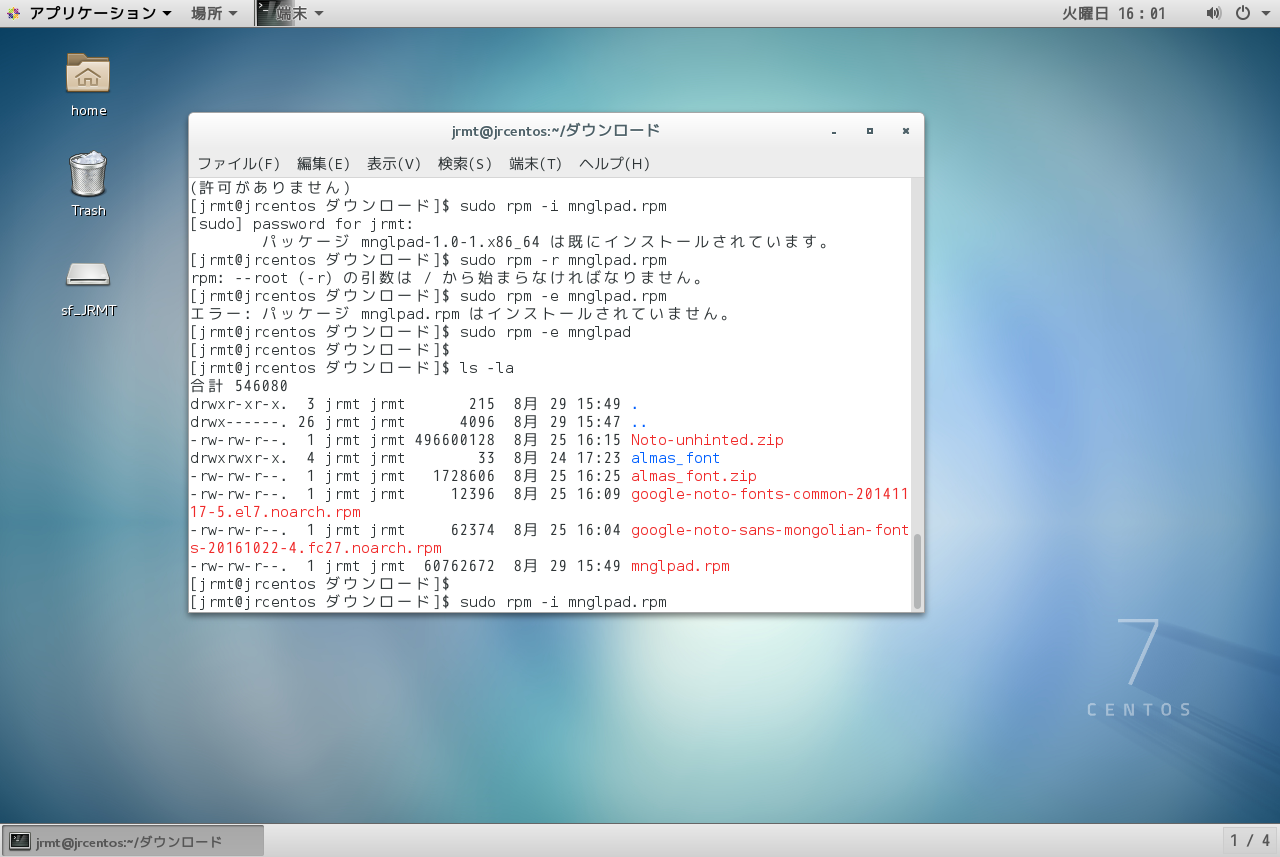 アプリケーション 場所 端末 火曜日 16：01
home
Trash
sf_JRMT
jrmt@jrcentos:~/ダウンロード
ファイル(F) 編集(E) 表示(V) 検索(S) 端末(T) ヘルプ(H)
(許可がありません)
[jrmt@jrcentos ダウンロード]$ sudo rpm -i mnglpad.rpm
[sudo] password for jrmt:
パッケージ mnglpad-1.0-1.x86_64 は既にインストールされています。
[jrmt@jrcentos ダウンロード]$ sudo rpm -r mnglpad.rpm
rpm: --root (-r) の引数は / から始まらなければなりません。
[jrmt@jrcentos ダウンロード]$ sudo rpm -e mnglpad.rpm
エラー: パッケージ mnglpad.rpm はインストールされていません。
[jrmt@jrcentos ダウンロード]$ sudo rpm -e mnglpad
[jrmt@jrcentos ダウンロード]$
[jrmt@jrcentos ダウンロード]$ ls -la
合計 546080
drwxr-xr-x. 3 jrmt jrmt 215 8月 29 15:49 .
drwx------. 26 jrmt jrmt 4096 8月 29 15:47 ..
-rw-rw-r--. 1 jrmt jrmt 496600128 8月 25 16:15 Noto-unhinted.zip
drwxrwxr-x. 4 jrmt jrmt 33 8月 24 17:23 almas_font
-rw-rw-r--. 1 jrmt jrmt 1728606 8月 25 16:25 almas_font.zip
-rw-rw-r--. 1 jrmt jrmt 12396 8月 25 16:09 google-noto-fonts-common-201411
17-5.el7.noarch.rpm
-rw-rw-r--. 1 jrmt jrmt 62374 8月 25 16:04 google-noto-sans-mongolian-font
s-20161022-4.fc27.noarch.rpm
-rw-rw-r--. 1 jrmt jrmt 60762672 8月 29 15:49 mnglpad.rpm
[jrmt@jrcentos ダウンロード]$
[jrmt@jrcentos ダウンロード]$ sudo rpm -i mnglpad.rpm
7
CENTOS
jrmt@jrcentos:~/ダウンロード
1 / 4